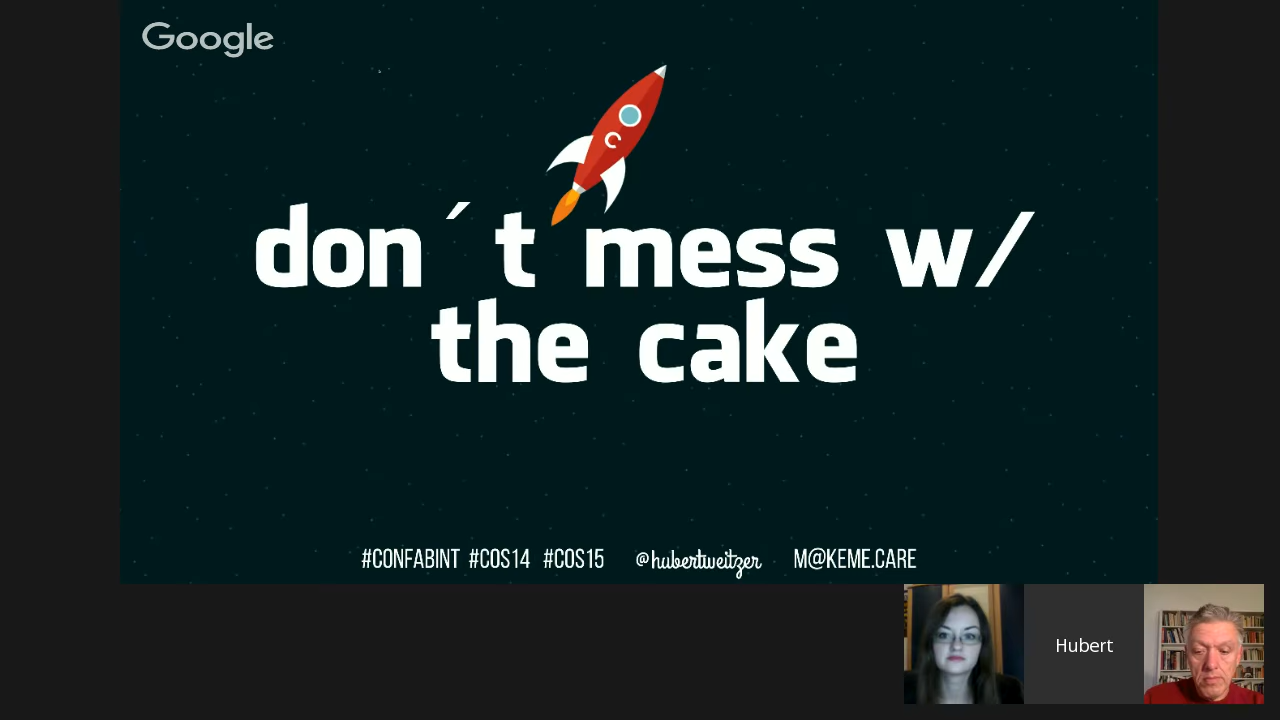 Google
don´t mess w/
the cake
#CONFABINT #COS14 #COS15 @hubertweitzer M@KEME.CARE
Hubert